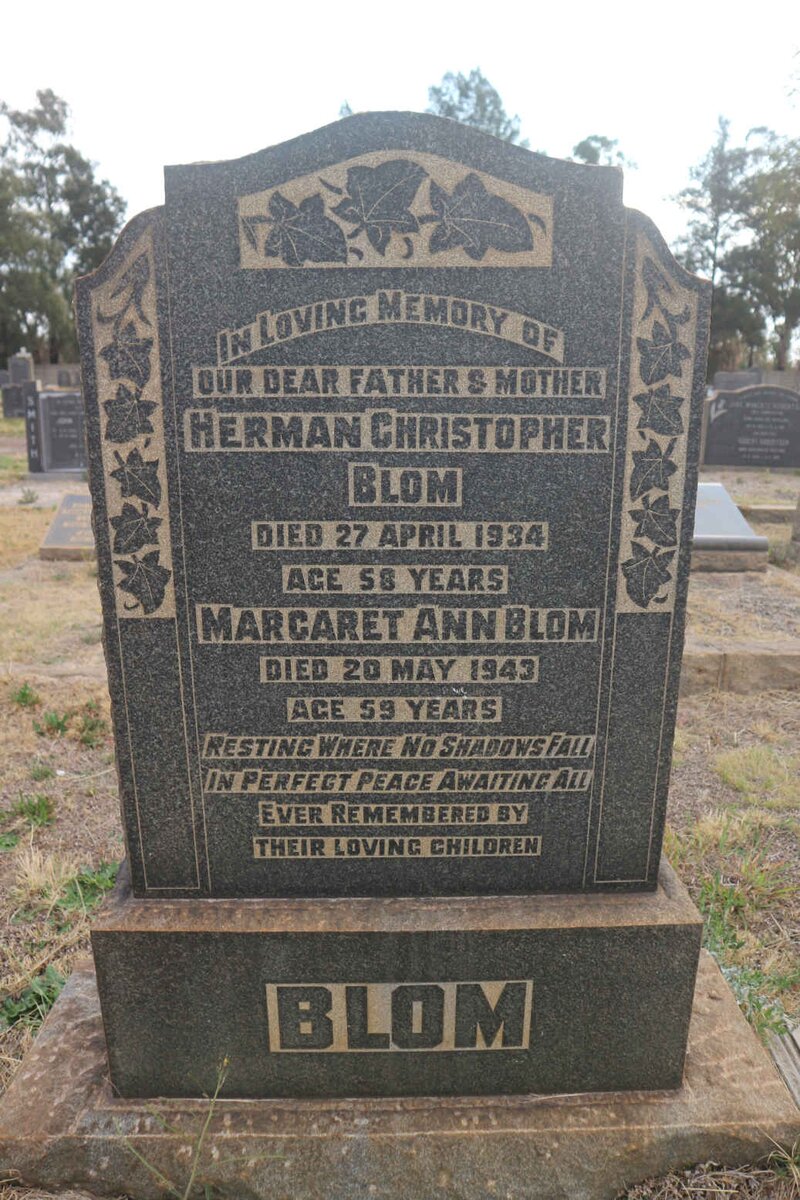 IN LOVING MEMORY OF
OUR DEAR FATHER & MOTHER
HERMAN CHRISTOPHER
BLOM
DIED 27 APRIL 1934
AGE 58 YEARS
MARGARET ANN BLOM
DIED 20 MAY 1943
AGE 59 YEARS
RESTING WHERE NO SHADOWS FALL
IN PERFECT PEACE AWAITING ALL
EVER REMEMBERED BY
THEIR LOVING CHILDREN
BLOM